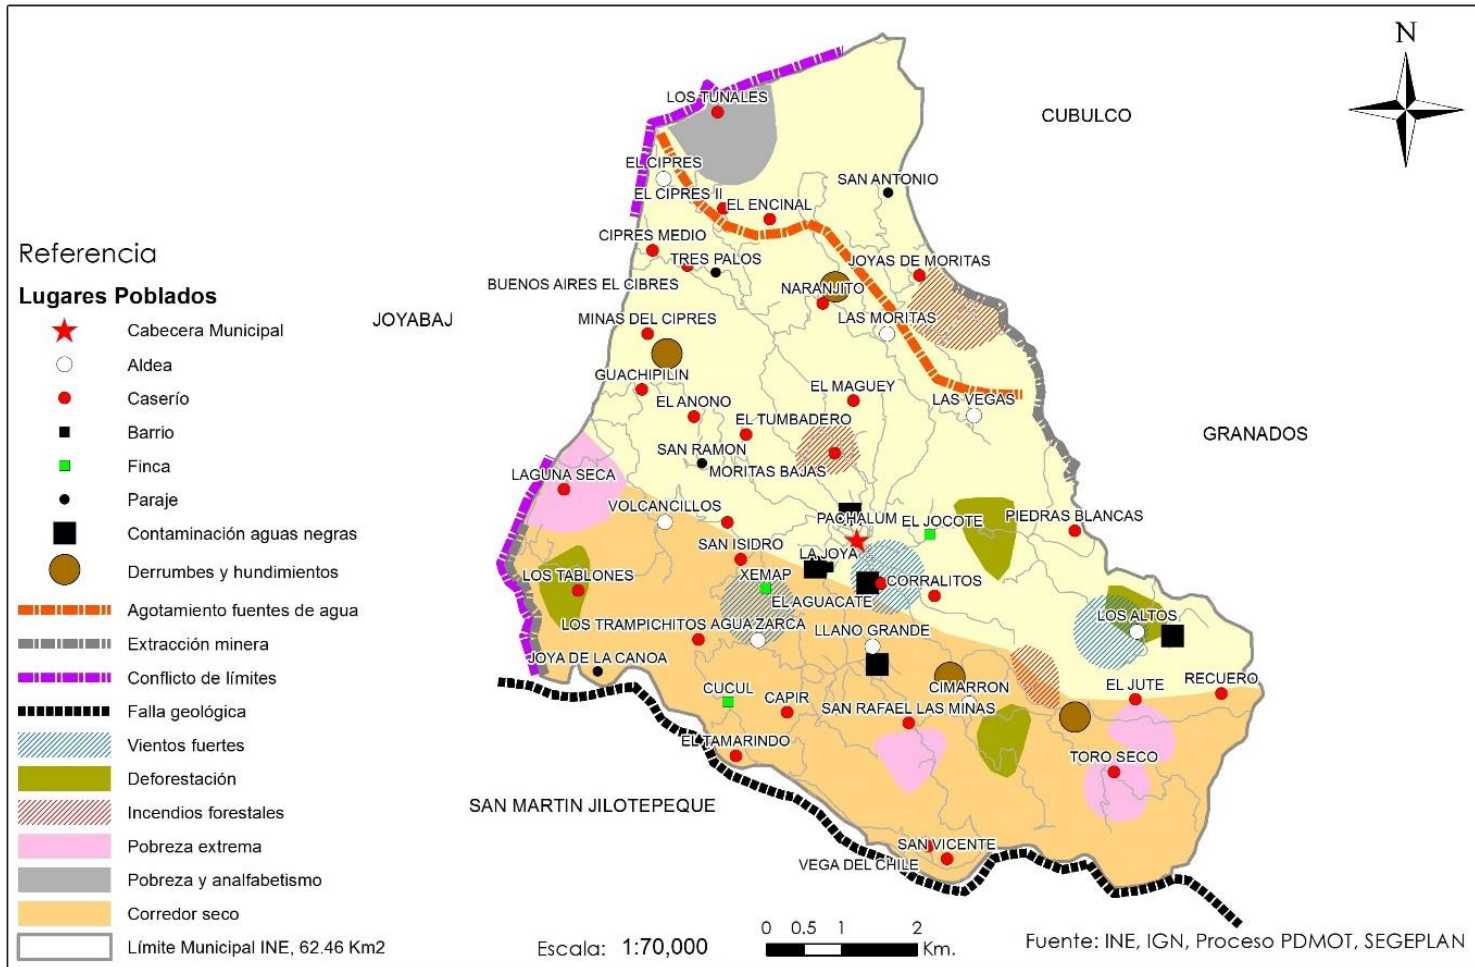 N
CUBULCO
LOS TUNALES
EL CIPRES
SAN ANTONIO
EL CIPRES II
EL ENCINAL
CIPRES MEDIO
TRES PALOS
JOYAS DE MORITAS
BUENOS AIRES EL CIBRES
NARANJITO
JOYABAJ
MINAS DEL CIPRES
LAS MORITAS
GUACHIPILIN
EL MAGUEY
EL ANONO
LAS VEGAS
EL TUMBADERO
GRANADOS
SAN RAMON
MORITAS BAJAS
LAGUNA SECA
VOLCANCILLOS
PACHALUM
EL JOCOTE
PIEDRAS BLANCAS
SAN ISIDRO
LA JOYA
LOS TABLONES
XEMAP
CORRALITOS
EL AGUACATE
LOS TRAMPICHITOS
AGUA ZARCA
LLANO GRANDE
LOS ALTOS
JOYA DE LA CANOA
CUCUL
CAPIR
CIMARRON
EL JUTE
RECUERO
SAN RAFAEL LAS MINAS
EL TAMARINDO
TORO SECO
SAN MARTIN JILOTEPEQUE
SAN VICENTE
VEGA DEL CHILE
Referencia
Lugares Poblados
Cabecera Municipal
Aldea
Caserío
Barrio
Finca
Paraje
Contaminación aguas negras
Derrumbes y hundimientos
Agotamiento fuentes de agua
Extracción minera
Conflicto de límites
Falla geológica
Vientos fuertes
Deforestación
Incendios forestales
Pobreza extrema
Pobreza y analfabetismo
Corredor seco
Límite Municipal INE, 62.46 Km2
Escala: 1:70,000
0 0.5 1 2
Km.
Fuente: INE, IGN, Proceso PDMOT, SEGEPLAN